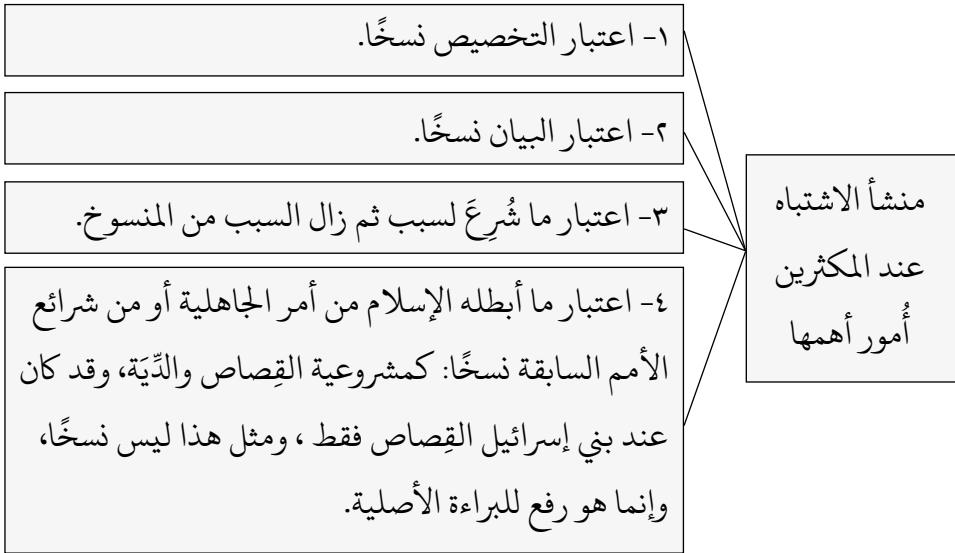 منشأ الاشتباه
عند المكثرين
أُمور أهمها
١- اعتبار التخصيص نسخًا.
٢- اعتبار البيان نسخًا.
٣- اعتبار ما شُرِعَ لسبب ثم زال السبب من المنسوخ.
٤- اعتبار ما أبطله الإسلام من أمر الجاهلية أو من شرائع
الأمم السابقة نسخًا: كمشروعية القِصاص والدِّيَة، وقد كان
عند بني إسرائيل القِصاص فقط ، ومثل هذا ليس نسخًا،
وإنما هو رفع للبراءة الأصلية.